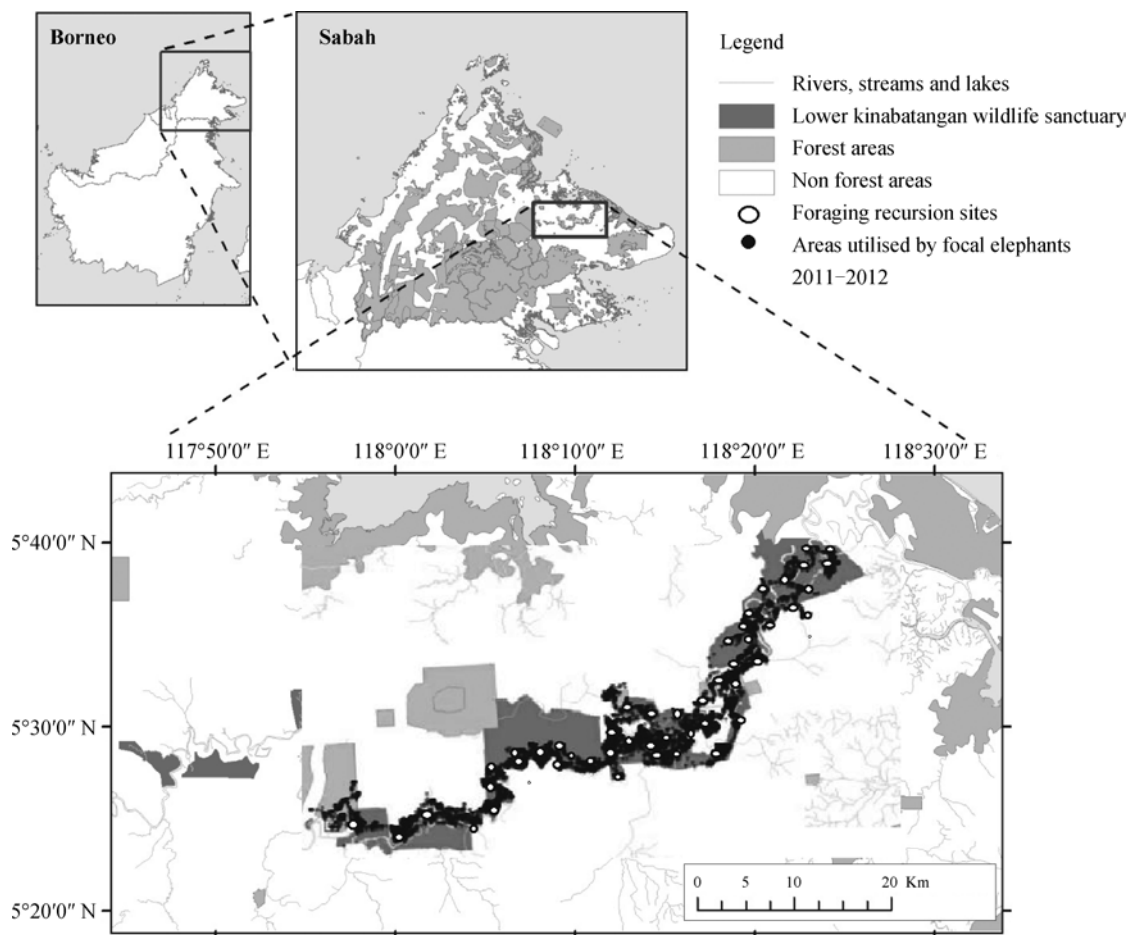 Borneo
Sabah
Legend
Rivers, streams and lakes
Lower kinabatangan wildlife sanctuary
Forest areas
Non forest areas
Foraging recursion sites
Areas utilised by focal elephants
2011−2012
117°50′0″ E 118°0′0″ E 118°10′0″ E 118°20′0″ E 118°30′0″ E
5°40′0″ N
5°30′0″ N
5°20′0″ N
0 5 10 20 Km